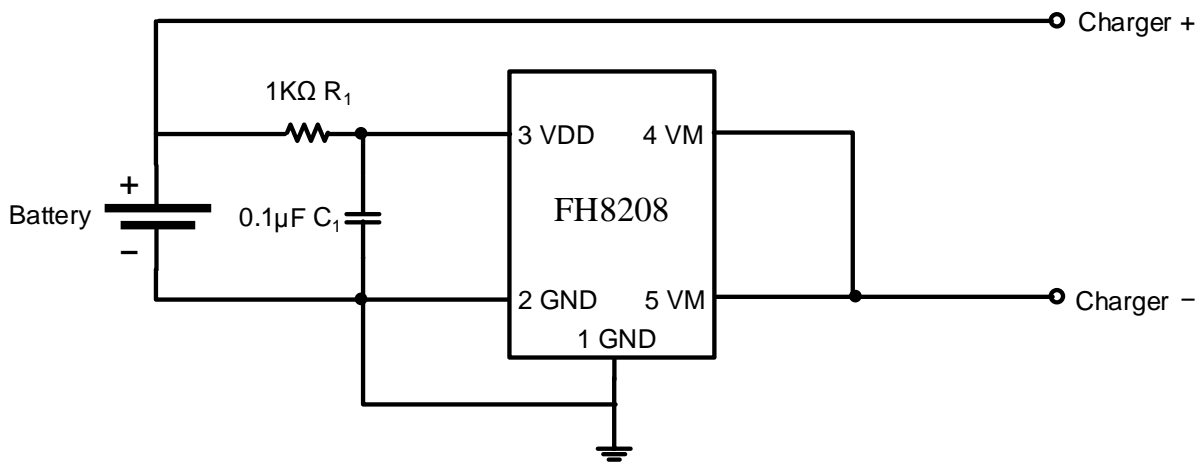 Charger +
1KΩ R₁
3 VDD 4 VM
+
Battery
0.1μF C₁
FH8208
−
2 GND 5 VM
Charger −
1 GND